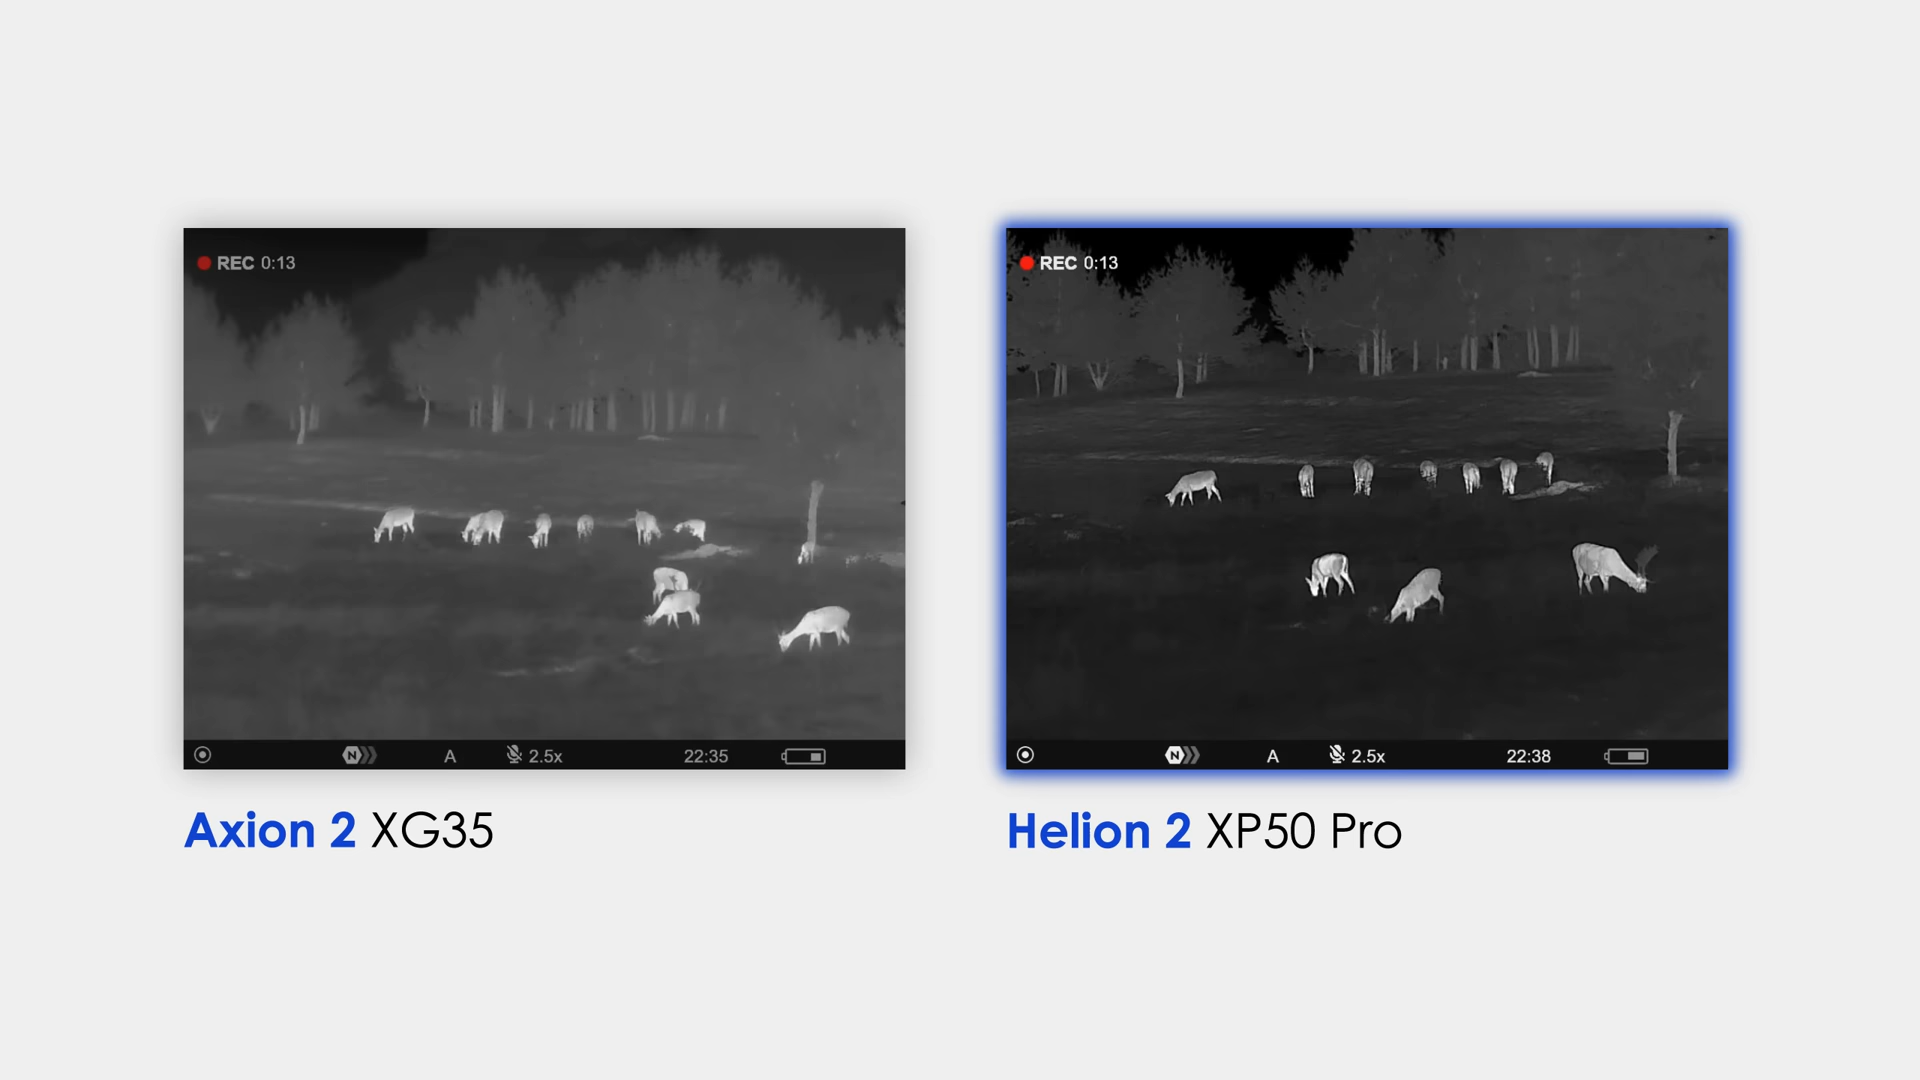 REC 0:13
N A 2.5x 22:35
Axion 2 XG35
REC 0:13
N A 2.5x 22:38
Helion 2 XP50 Pro